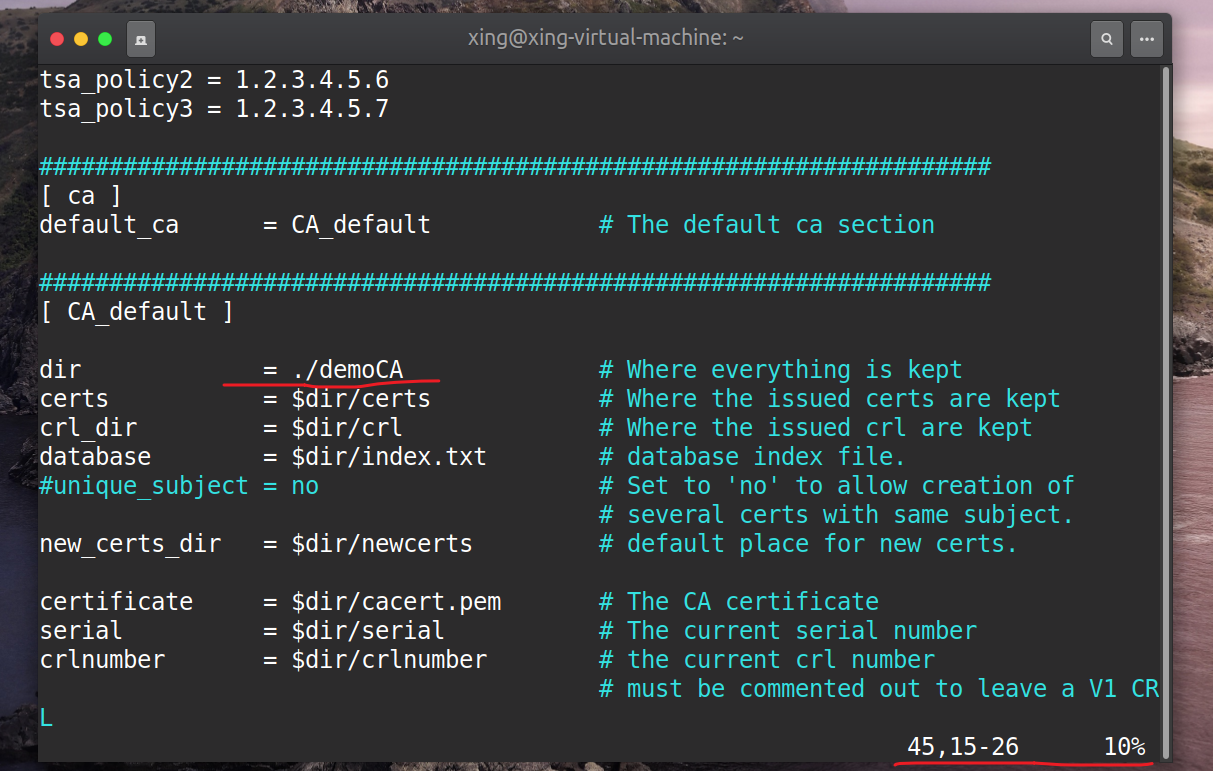 xing@xing-virtual-machine: ~
tsa_policy2 = 1.2.3.4.5.6
tsa_policy3 = 1.2.3.4.5.7
####################################################################
[ ca ]
default_ca      = CA_default            # The default ca section
####################################################################
[ CA_default ]
dir             = ./demoCA              # Where everything is kept
certs           = $dir/certs            # Where the issued certs are kept
crl_dir         = $dir/crl              # Where the issued crl are kept
database        = $dir/index.txt        # database index file.
#unique_subject = no                    # Set to 'no' to allow creation of
                                        # several certs with same subject.
new_certs_dir   = $dir/newcerts         # default place for new certs.
certificate     = $dir/cacert.pem       # The CA certificate
serial          = $dir/serial           # The current serial number
crlnumber       = $dir/crlnumber        # the current crl number
                                        # must be commented out to leave a V1 CR
L
45,15-26      10%